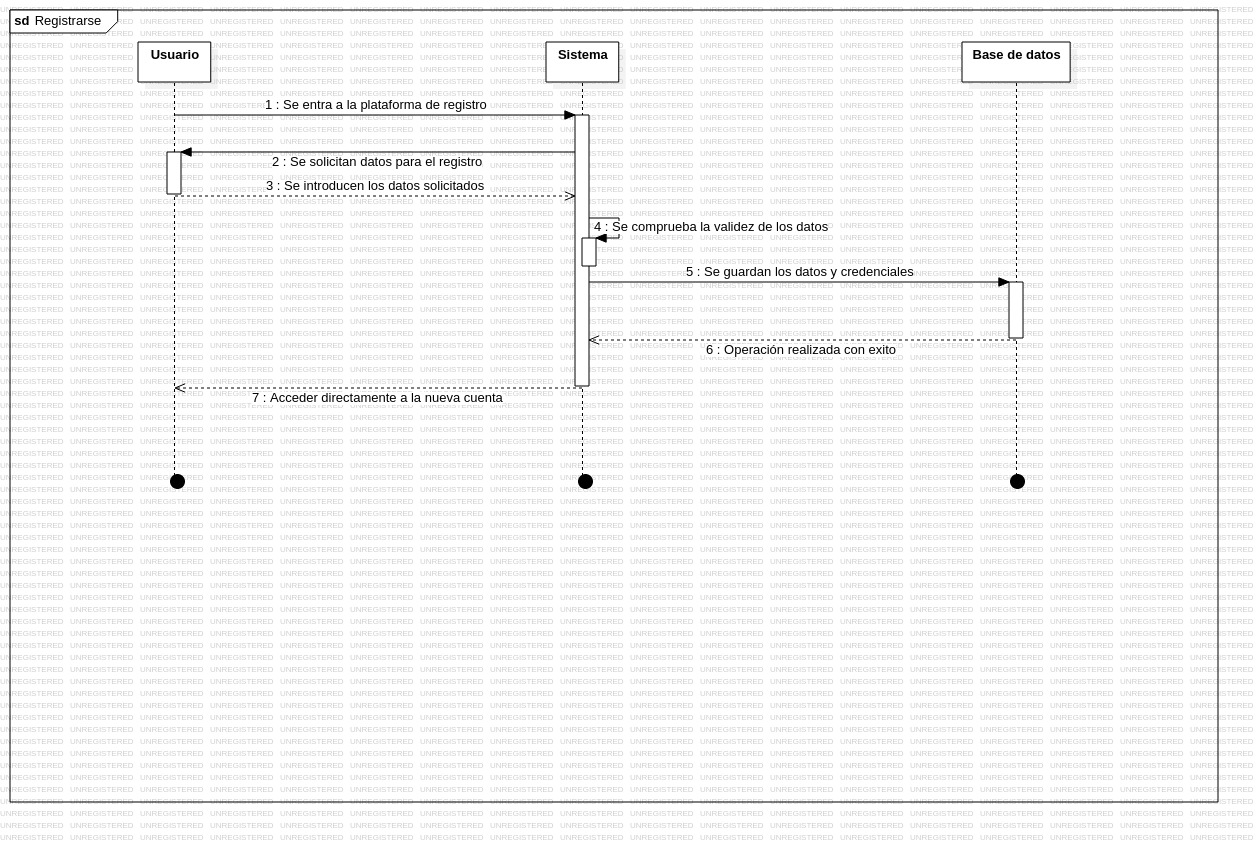 sd Registrarse
Usuario
Sistema
Base de datos
1 : Se entra a la plataforma de registro
2 : Se solicitan datos para el registro
3 : Se introducen los datos solicitados
4 : Se comprueba la validez de los datos
5 : Se guardan los datos y credenciales
6 : Operación realizada con exito
7 : Acceder directamente a la nueva cuenta
UNREGISTERED